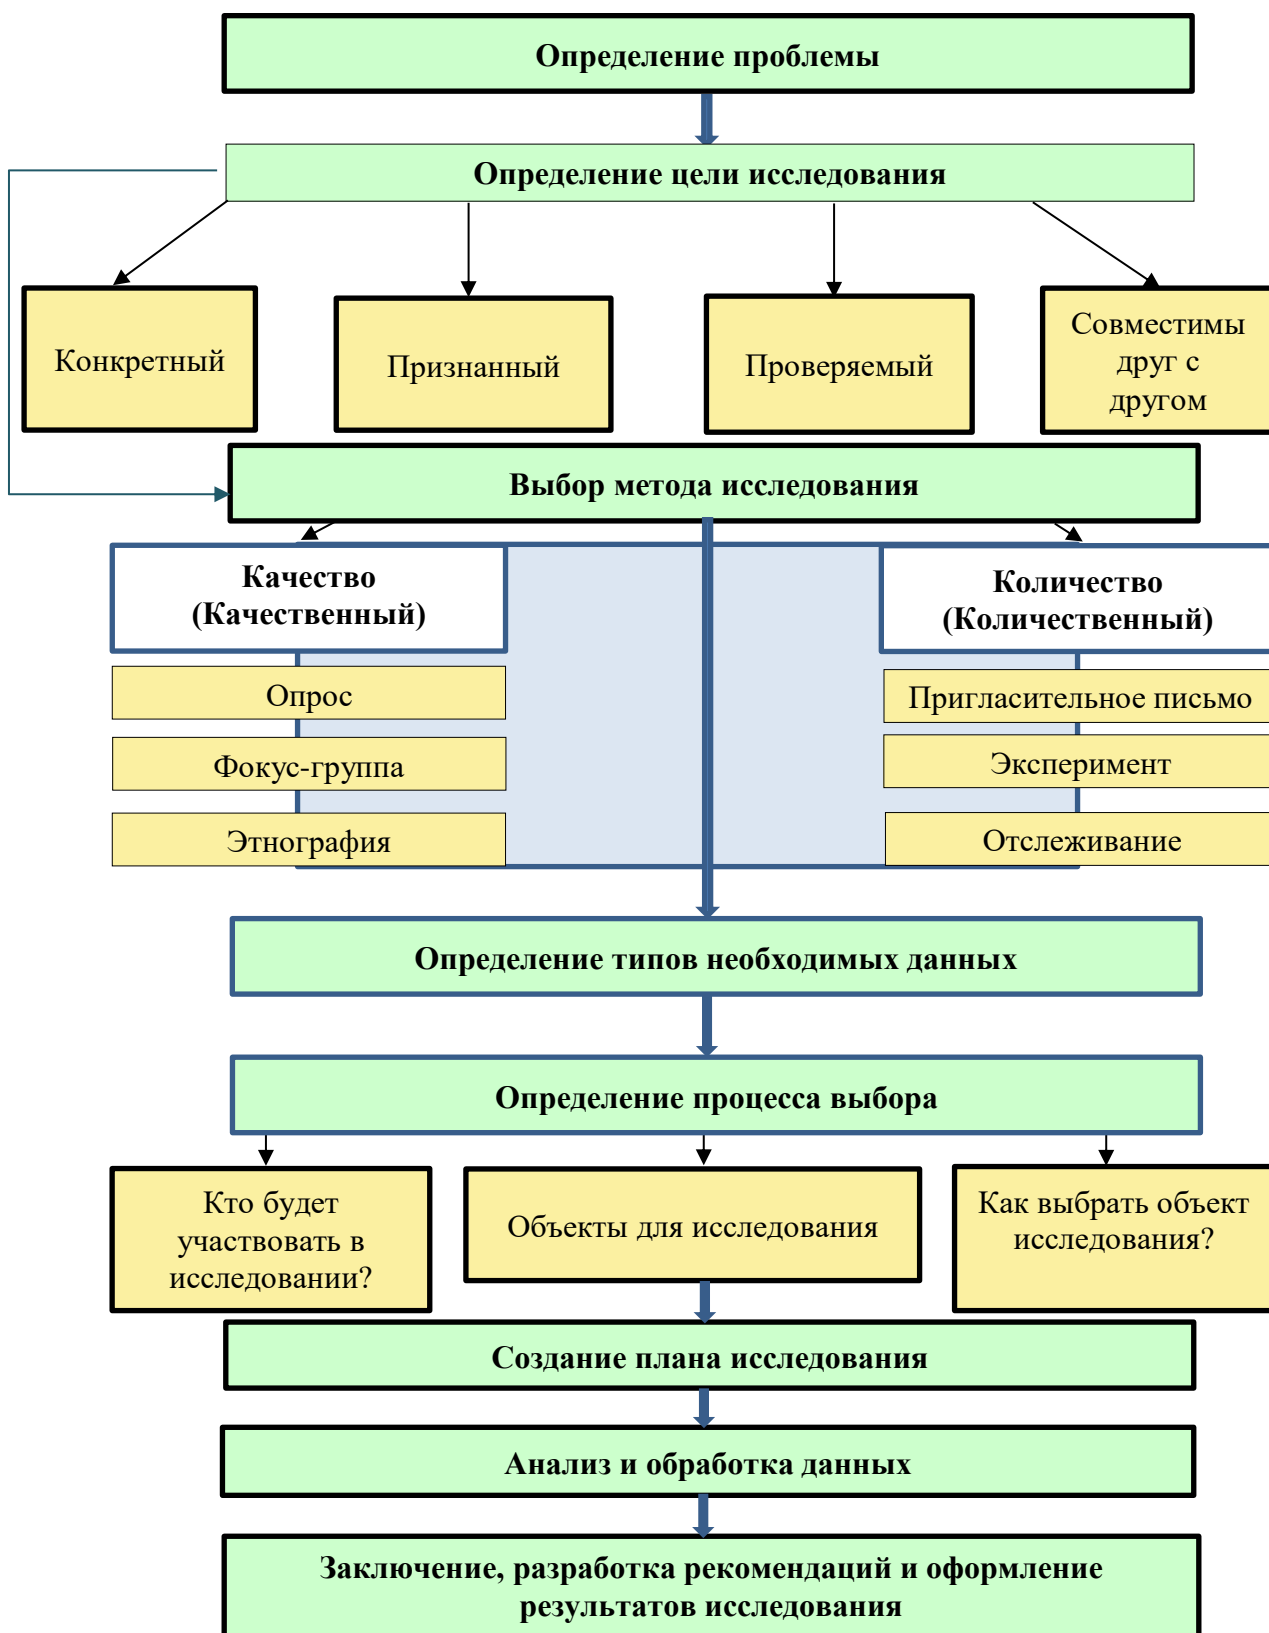 Определение проблемы
Определение цели исследования
Конкретный
Признанный
Проверяемый
Совместимы
друг с
другом
Выбор метода исследования
Качество
(Качественный)
Количество
(Количественный)
Опрос
Пригласительное письмо
Фокус-группа
Эксперимент
Этнография
Отслеживание
Определение типов необходимых данных
Определение процесса выбора
Кто будет
участвовать в
исследовании?
Объекты для исследования
Как выбрать объект
исследования?
Создание плана исследования
Анализ и обработка данных
Заключение, разработка рекомендаций и оформление
результатов исследования